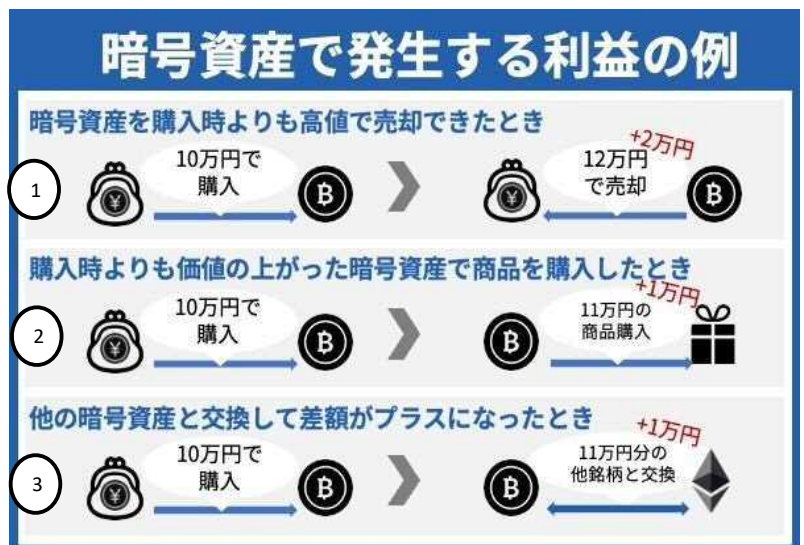 暗号資産で発生する利益の例
暗号資産を購入時よりも高値で売却できたとき
1
¥
10万円で
購入
₿
¥
12万円
で売却
+2万円
₿
購入時よりも価値の上がった暗号資産で商品を購入したとき
2
¥
10万円で
購入
₿
₿
11万円の
商品購入
+1万円
他の暗号資産と交換して差額がプラスになったとき
3
¥
10万円で
購入
₿
₿
11万円分の
他銘柄と交換
+1万円